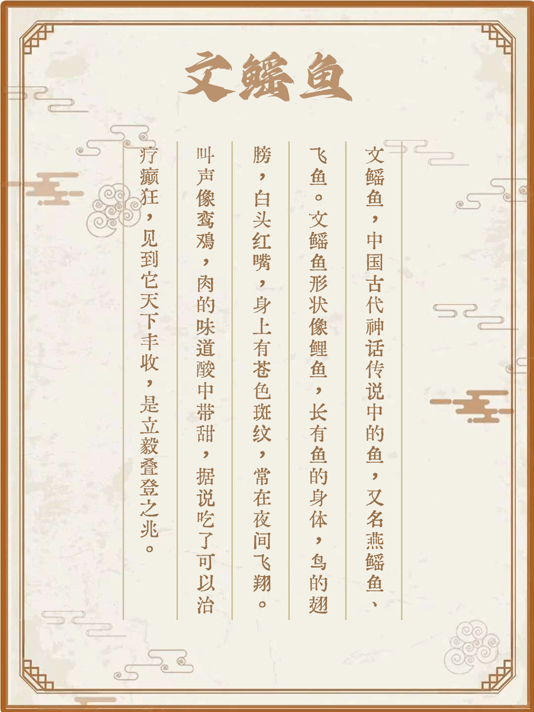 文鳐鱼
文鳐鱼，中国古代神话传说中的鱼，又名燕鳐鱼、
飞鱼。文鳐鱼形状像鲤鱼，长有鱼的身体，鸟的翅
膀，白头红嘴，身上有苍色斑纹，常在夜间飞翔。
叫声像鸾鸡，肉的味道酸中带甜，据说吃了可以治
疗癫狂，见到它天下丰收，是立毅叠登之兆。